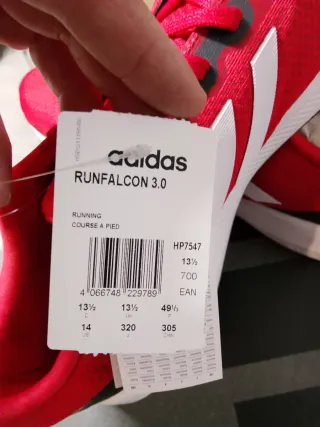 adidas
RUNFALCON 3.0
RUNNING
COURSE A PIED
HP7547
13½
700
EAN
4 066748 229789
13½ 13½ 49⅓
14 320 305